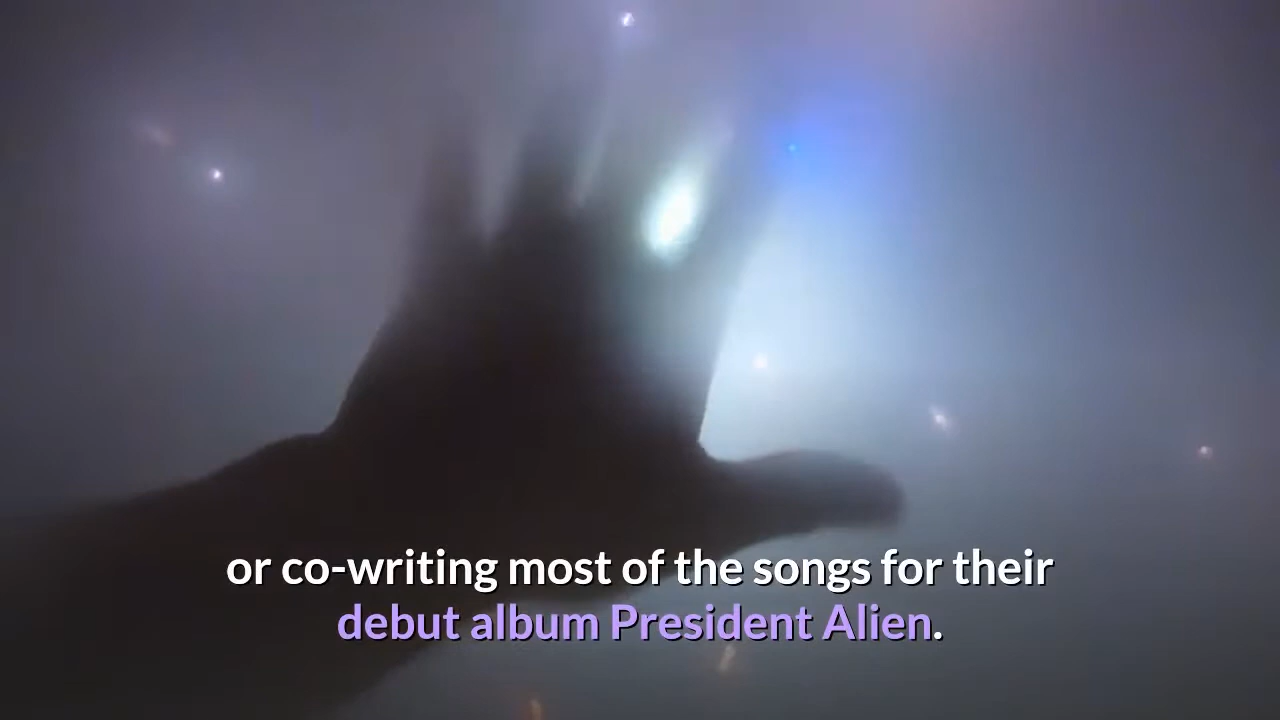 or co-writing most of the songs for their
debut album President Alien.